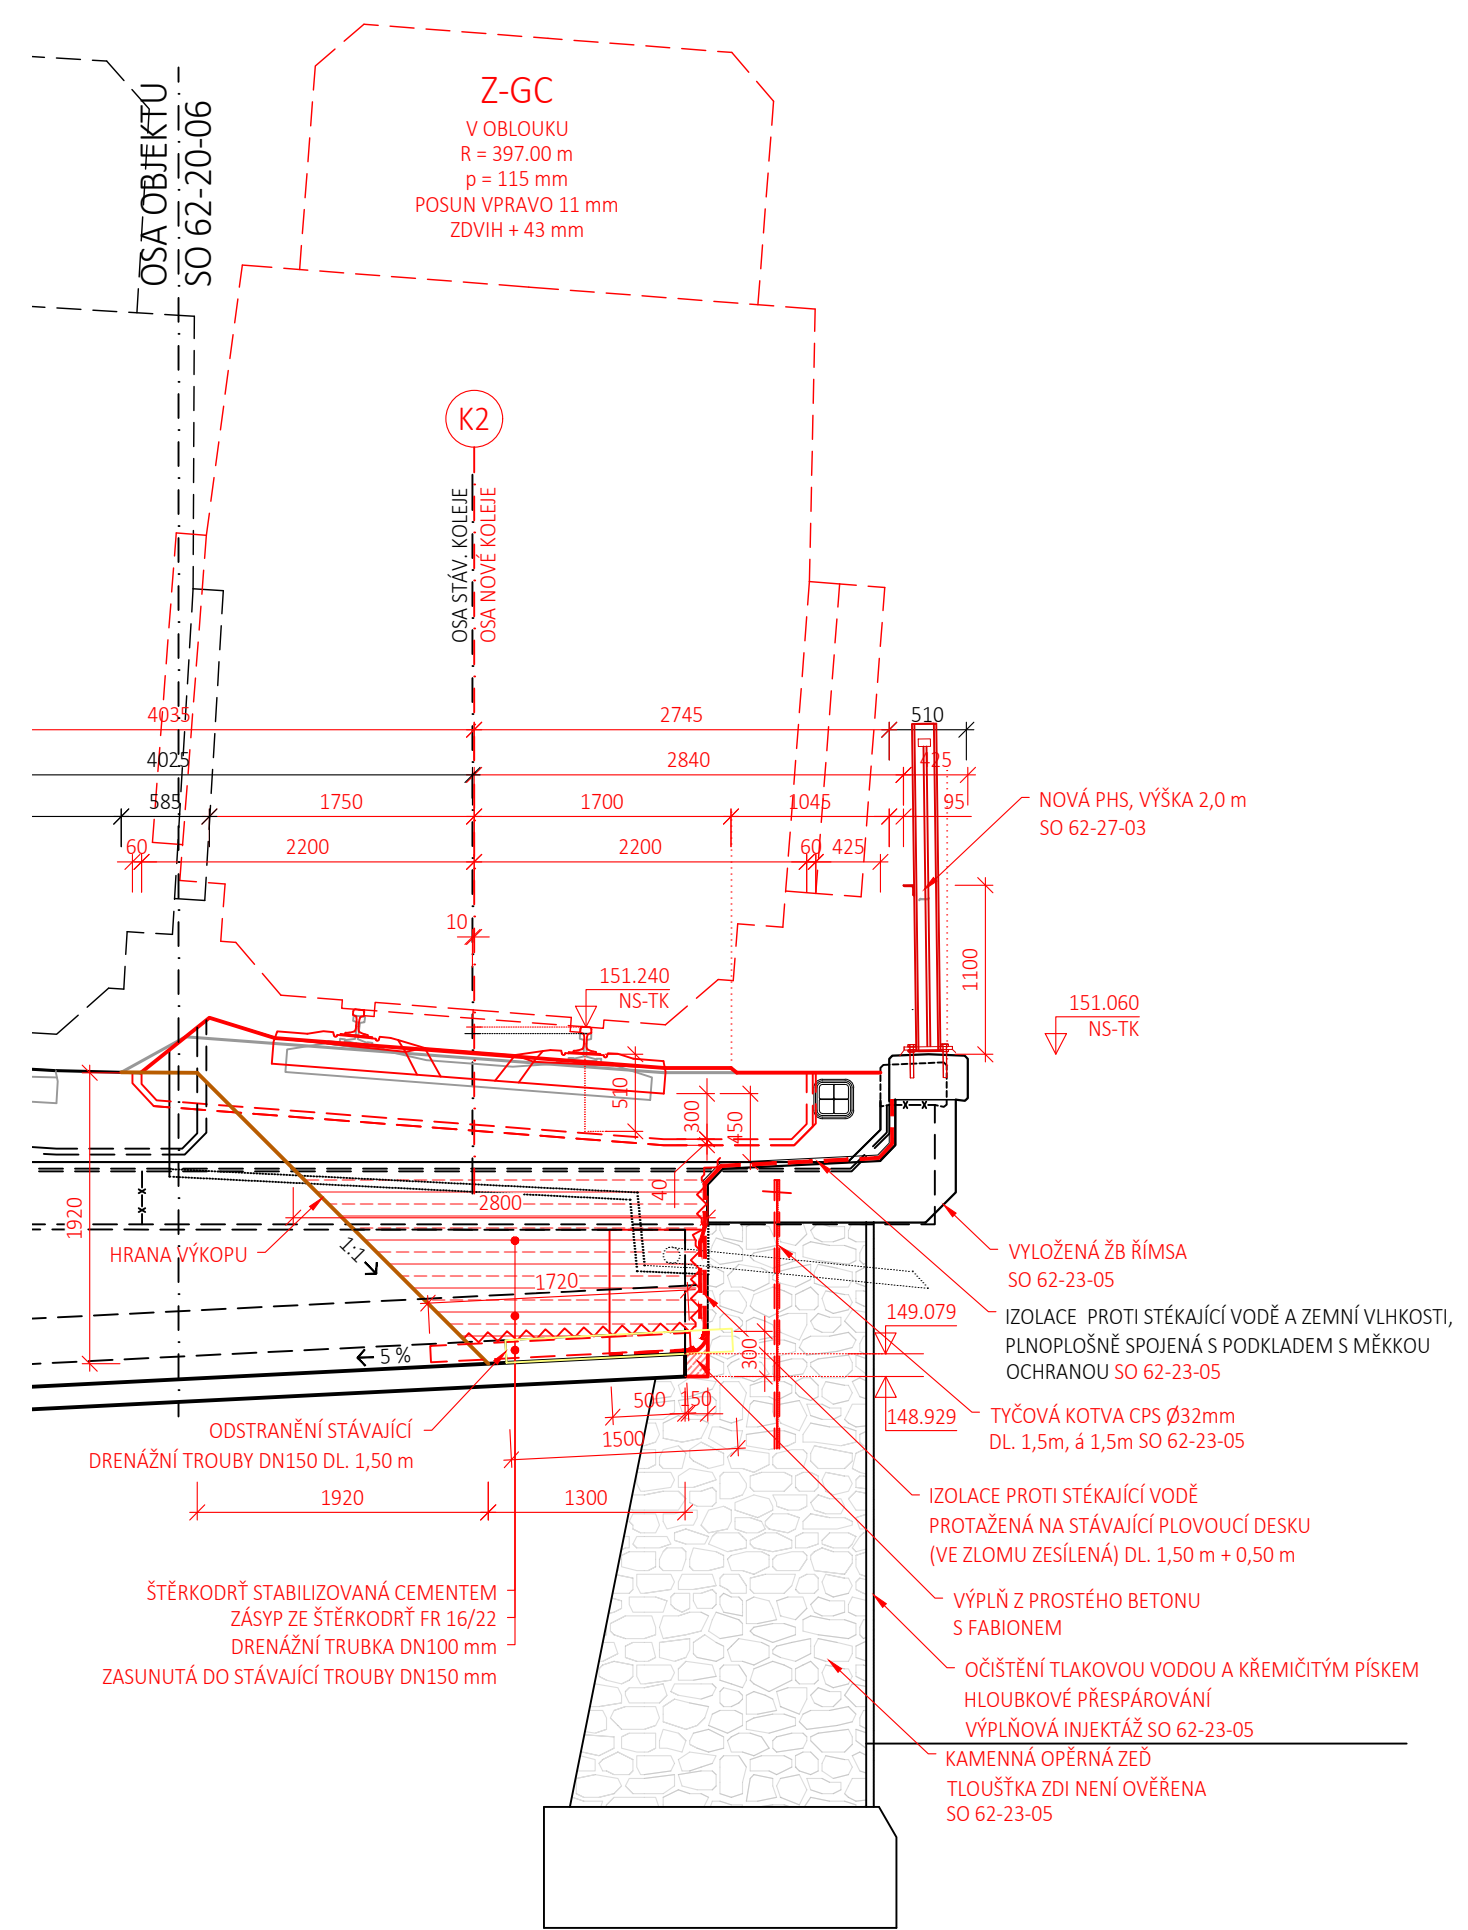 OSA OBJEKTU
SO 62-20-06
Z-GC
V OBLOUKU
R = 397.00 m
p = 115 mm
POSUN VPRAVO 11 mm
ZDVIH + 43 mm
K2
OSA STÁV. KOLEJE
OSA NOVÉ KOLEJE
4035
2745
510
4025
2840
425
585
1750
1700
1045
95
60
2200
2200
60
425
10
NOVÁ PHS, VÝŠKA 2,0 m
SO 62-27-03
1100
151.240
NS-TK
151.060
NS-TK
510
300
450
40
1920
2800
HRANA VÝKOPU
1:1
1720
5 %
300
VYLOŽENÁ ŽB ŘÍMSA
SO 62-23-05
149.079
IZOLACE PROTI STÉKAJÍCÍ VODĚ A ZEMNÍ VLHKOSTI,
PLNOPLOŠNĚ SPOJENÁ S PODKLADEM S MĚKKOU
OCHRANOU SO 62-23-05
148.929
500
150
1500
TYČOVÁ KOTVA CPS Ø32mm
DL. 1,5m, á 1,5m SO 62-23-05
ODSTRANĚNÍ STÁVAJÍCÍ
DRENÁŽNÍ TROUBY DN150 DL. 1,50 m
1920
1300
IZOLACE PROTI STÉKAJÍCÍ VODĚ
PROTAŽENÁ NA STÁVAJÍCÍ PLOVOUCÍ DESKU
(VE ZLOMU ZESÍLENÁ) DL. 1,50 m + 0,50 m
ŠTĚRKODRŤ STABILIZOVANÁ CEMENTEM
ZÁSYP ZE ŠTĚRKODRŤ FR 16/22
DRENÁŽNÍ TRUBKA DN100 mm
ZASUNUTÁ DO STÁVAJÍCÍ TROUBY DN150 mm
VÝPLŇ Z PROSTÉHO BETONU
S FABIONEM
OČIŠTĚNÍ TLAKOVOU VODOU A KŘEMIČITÝM PÍSKEM
HLOUBKOVÉ PŘESPÁROVÁNÍ
VÝPLŇOVÁ INJEKTÁŽ SO 62-23-05
KAMENNÁ OPĚRNÁ ZEĎ
TLOUŠŤKA ZDI NENÍ OVĚŘENA
SO 62-23-05